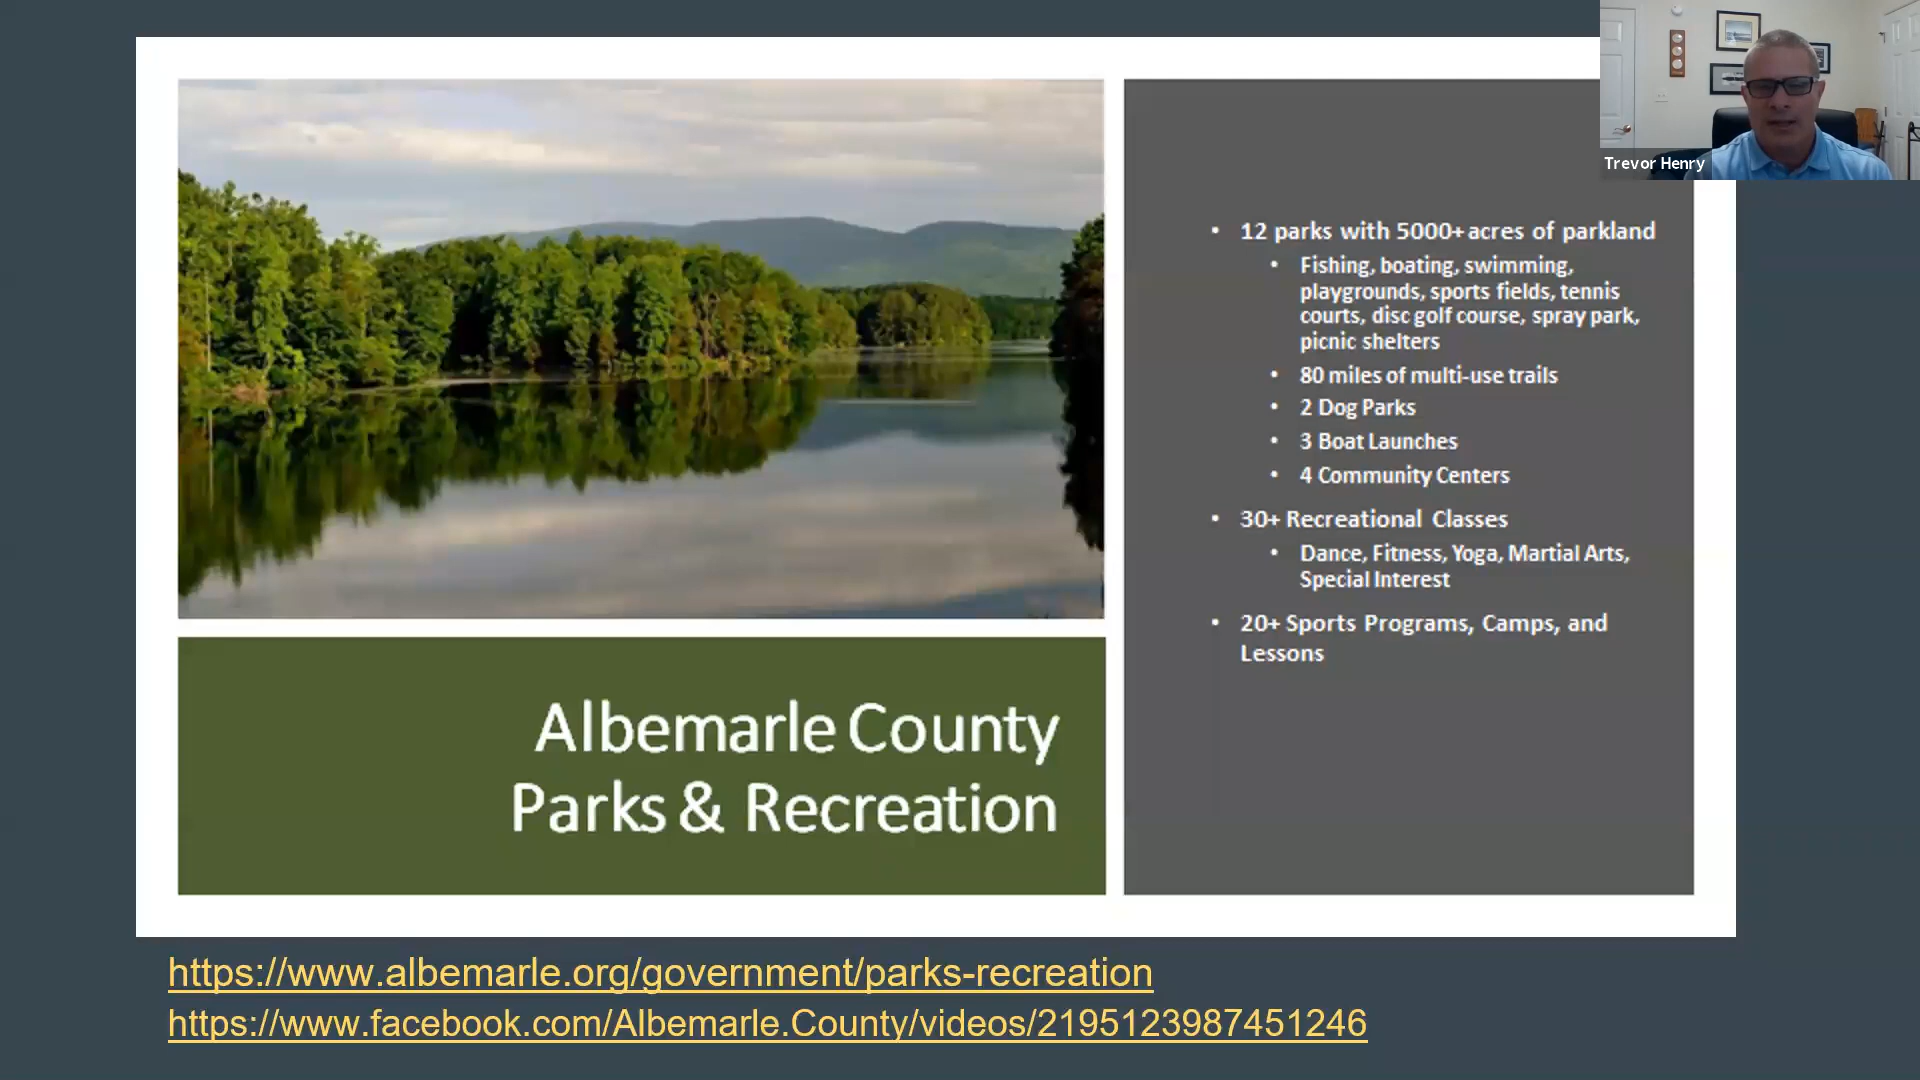 Trevor Henry
• 12 parks with 5000+ acres of parkland
• Fishing, boating, swimming,
playgrounds, sports fields, tennis
courts, disc golf course, spray park,
picnic shelters
• 80 miles of multi-use trails
• 2 Dog Parks
• 3 Boat Launches
• 4 Community Centers
• 30+ Recreational Classes
• Dance, Fitness, Yoga, Martial Arts,
Special Interest
• 20+ Sports Programs, Camps, and
Lessons
Albemarle County
Parks & Recreation
https://www.albemarle.org/government/parks-recreation
https://www.facebook.com/Albemarle.County/videos/2195123987451246